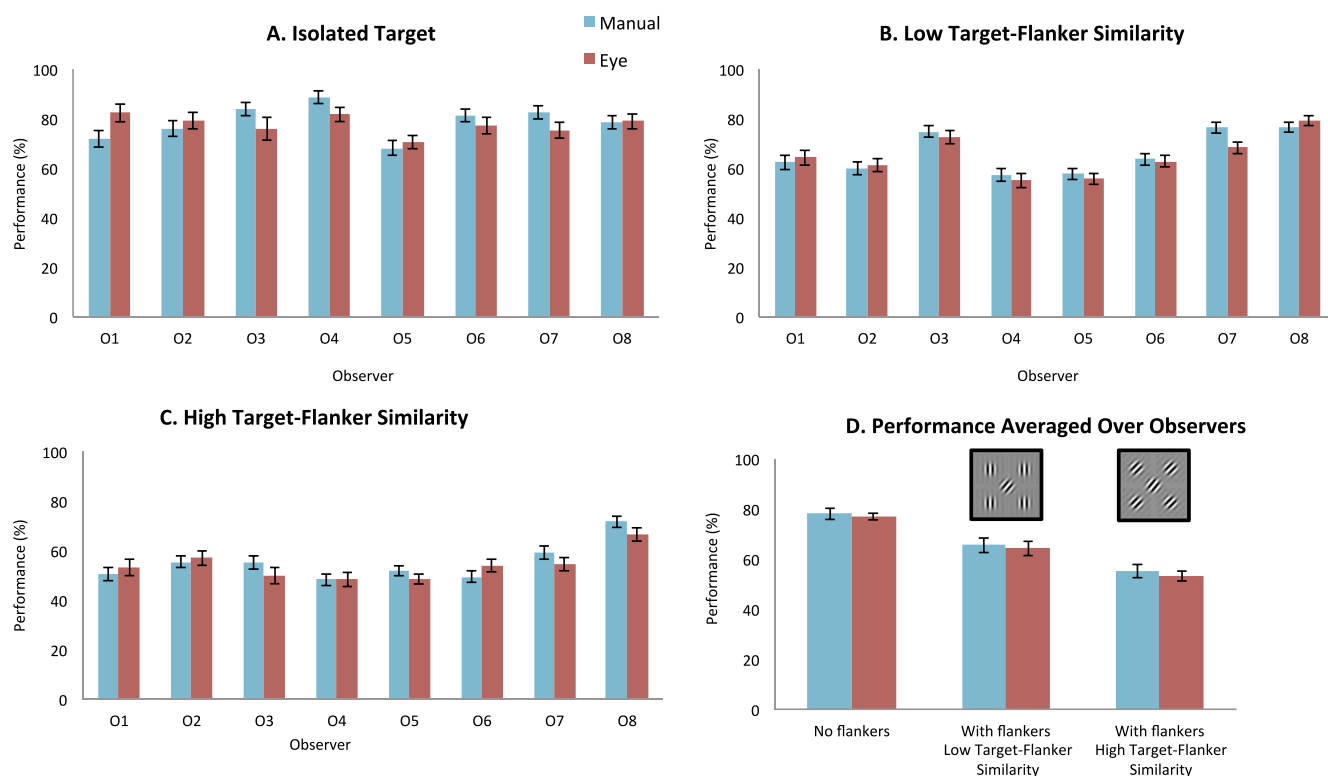 A. Isolated Target
Manual
Eye
Performance (%)
100
80
60
40
20
0
O1 O2 O3 O4 O5 O6 O7 O8
Observer
B. Low Target-Flanker Similarity
Performance (%)
100
80
60
40
20
0
O1 O2 O3 O4 O5 O6 O7 O8
Observer
C. High Target-Flanker Similarity
Performance (%)
100
80
60
40
20
0
O1 O2 O3 O4 O5 O6 O7 O8
Observer
D. Performance Averaged Over Observers
Performance (%)
100
80
60
40
20
0
No flankers
With flankers
Low Target-Flanker
Similarity
With flankers
High Target-Flanker
Similarity